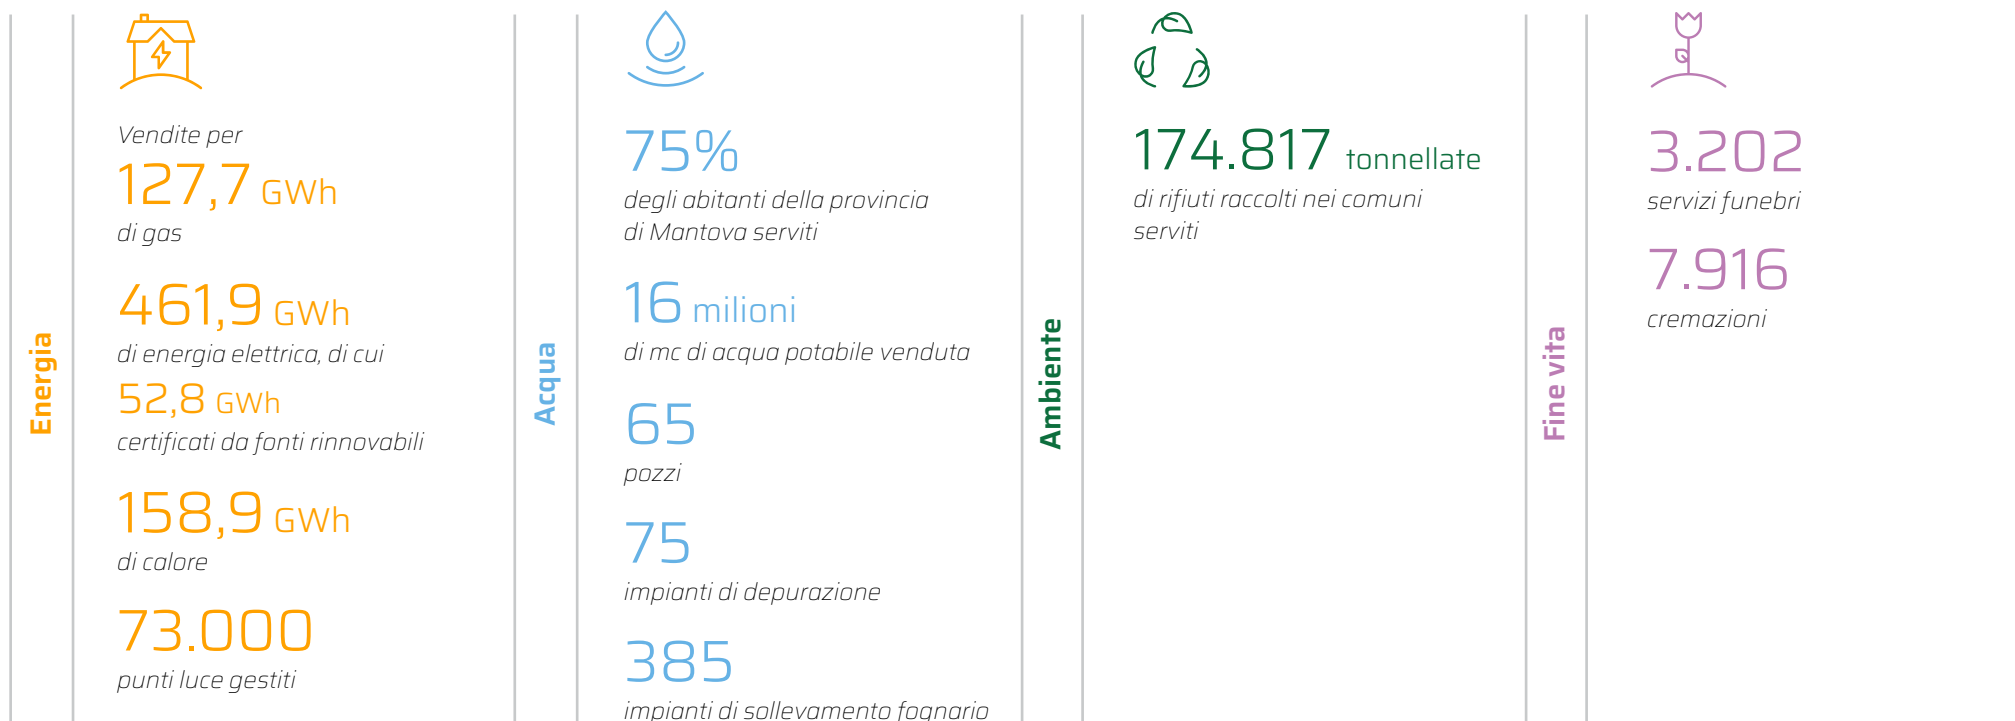 Energia
Vendite per
127,7 GWh
di gas
461,9 GWh
di energia elettrica, di cui
52,8 GWh
certificati da fonti rinnovabili
158,9 GWh
di calore
73.000
punti luce gestiti
Acqua
75%
degli abitanti della provincia
di Mantova serviti
16 milioni
di mc di acqua potabile venduta
65
pozzi
75
impianti di depurazione
385
impianti di sollevamento fognario
Ambiente
174.817 tonnellate
di rifiuti raccolti nei comuni
serviti
Fine vita
3.202
servizi funebri
7.916
cremazioni